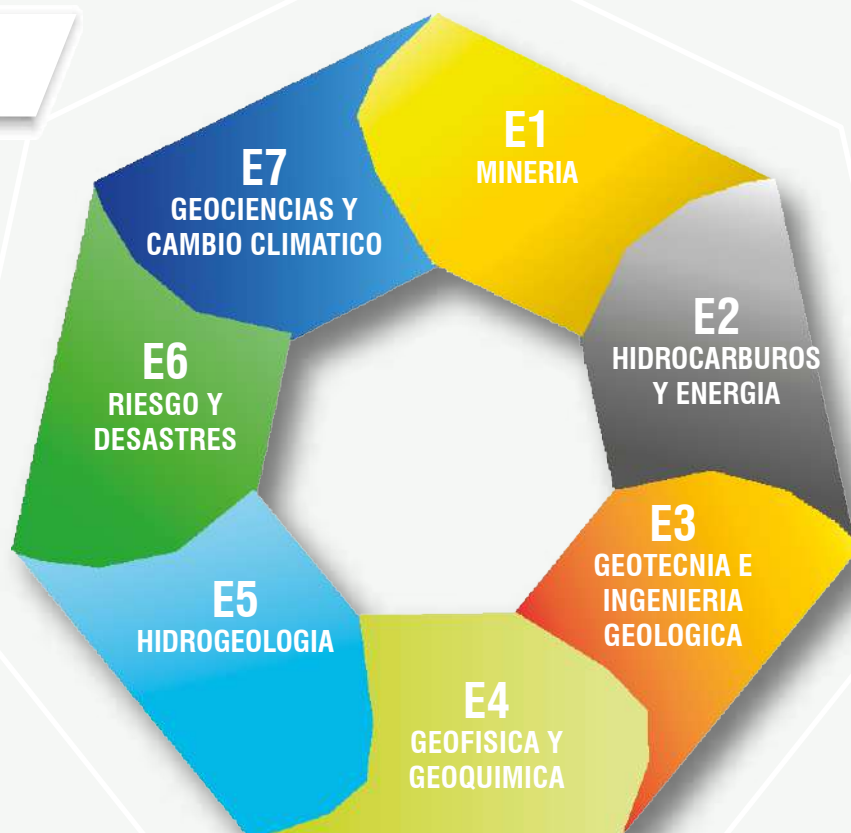 E1
MINERIA
E2
HIDROCARBUROS
Y ENERGIA
E3
GEOTECNIA E
INGENIERIA
GEOLOGICA
E4
GEOFISICA Y
GEOQUIMICA
E5
HIDROGEOLOGIA
E6
RIESGO Y
DESASTRES
E7
GEOCIENCIAS Y
CAMBIO CLIMATICO